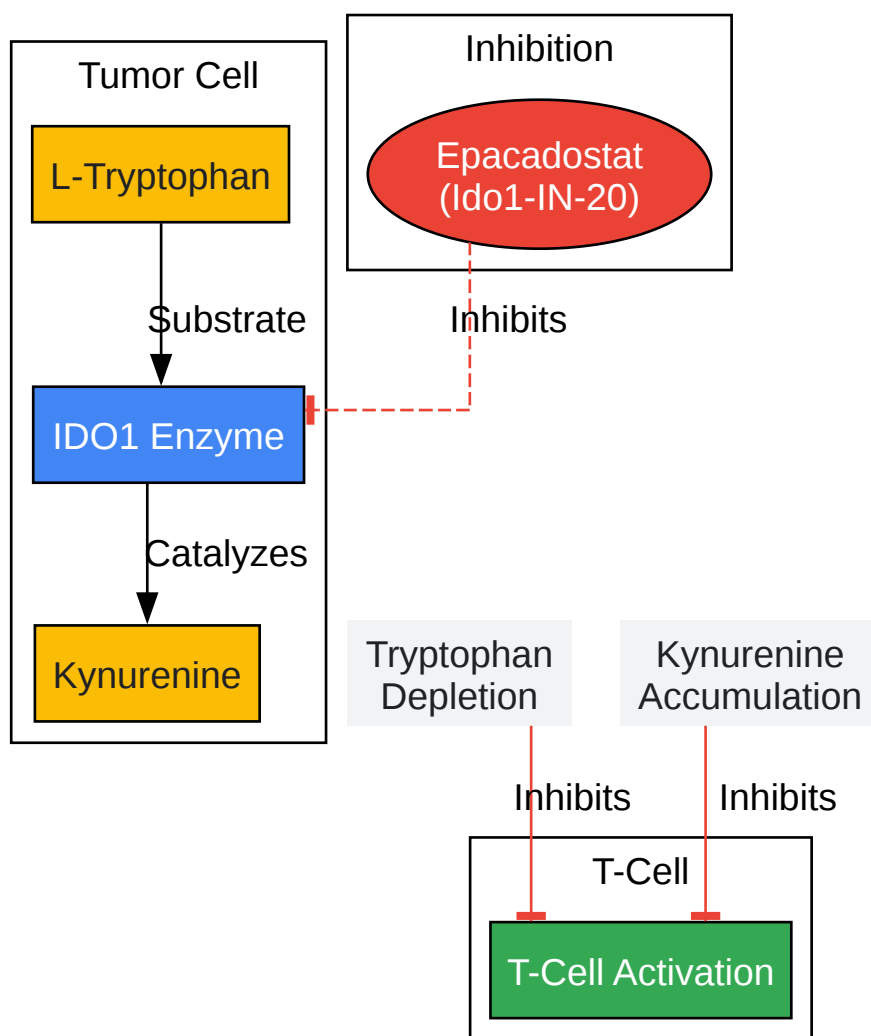 Tumor Cell
L-Tryptophan
Substrate
IDO1 Enzyme
Catalyzes
Kynurenine
Inhibition
Epacadostat
(Ido1-IN-20)
Inhibits
Tryptophan
Depletion
Kynurenine
Accumulation
Inhibits
Inhibits
T-Cell
T-Cell Activation